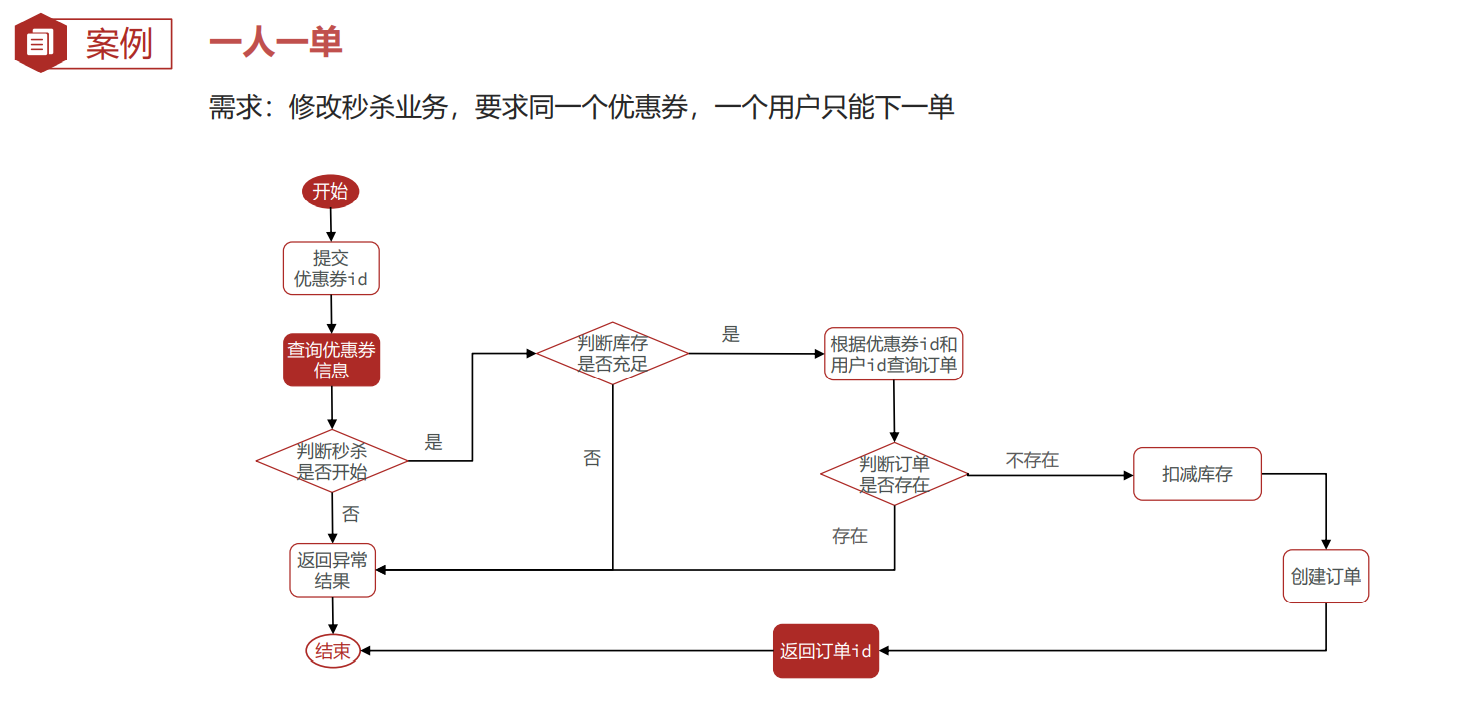 案例
一人一单
需求：修改秒杀业务，要求同一个优惠券，一个用户只能下一单
开始
提交
优惠券id
查询优惠券
信息
判断秒杀
是否开始
是
否
判断库存
是否充足
是
否
根据优惠券id和
用户id查询订单
判断订单
是否存在
不存在
存在
扣减库存
创建订单
返回异常
结果
返回订单id
结束